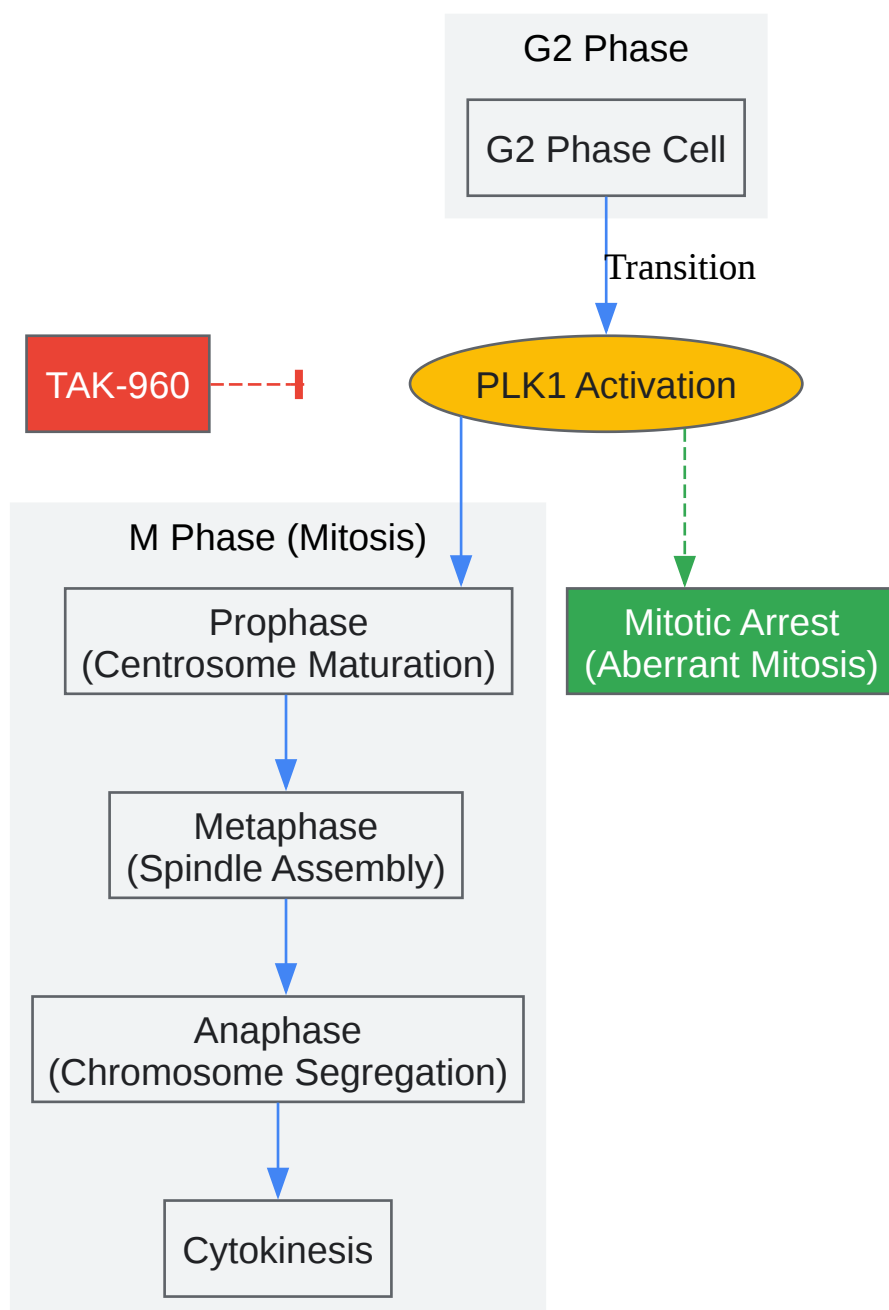 G2 Phase
G2 Phase Cell
Transition
TAK-960
PLK1 Activation
M Phase (Mitosis)
Prophase
(Centrosome Maturation)
Mitotic Arrest
(Aberrant Mitosis)
Metaphase
(Spindle Assembly)
Anaphase
(Chromosome Segregation)
Cytokinesis